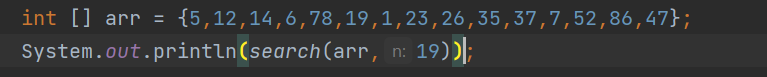 int [] arr = {5,12,14,6,78,19,1,23,26,35,37,7,52,86,47};
System.out.println(search(arr, n: 19));